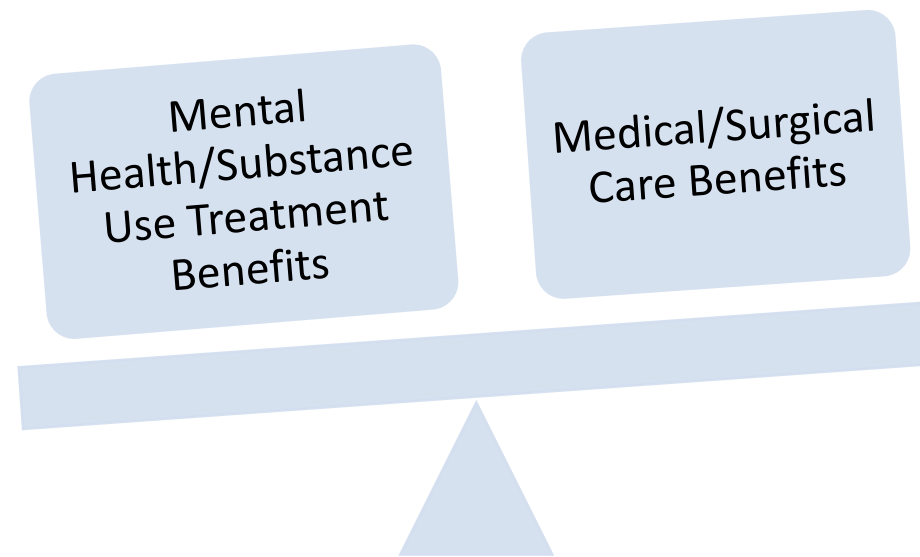 Mental
Health/Substance
Use Treatment
Benefits
Medical/Surgical
Care Benefits